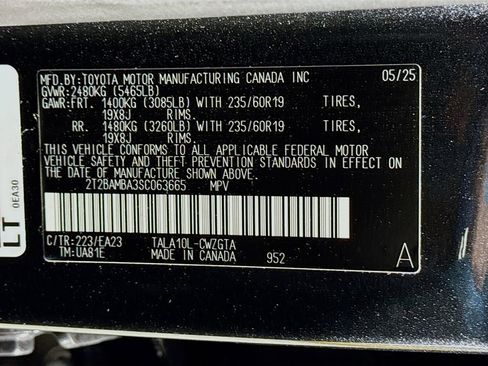 MFD.BY:TOYOTA MOTOR MANUFACTURING CANADA INC 05/25
GVWR:2480KG (5465LB)
GAWR:FRT. 1400KG (3085LB) WITH 235/60R19 TIRES,
19X8J RIMS.
RR. 1480KG (3260LB) WITH 235/60R19 TIRES,
19X8J RIMS.
THIS VEHICLE CONFORMS TO ALL APPLICABLE FEDERAL MOTOR
VEHICLE SAFETY AND THEFT PREVENTION STANDARDS IN EFFECT ON
THE DATE OF MANUFACTURE SHOWN ABOVE.
2T2BAMBA3SC063665 MPV
C/TR:223/EA23 TALA10L-CWZGTA A
TM:UA81E MADE IN CANADA 952
LT
0EA30